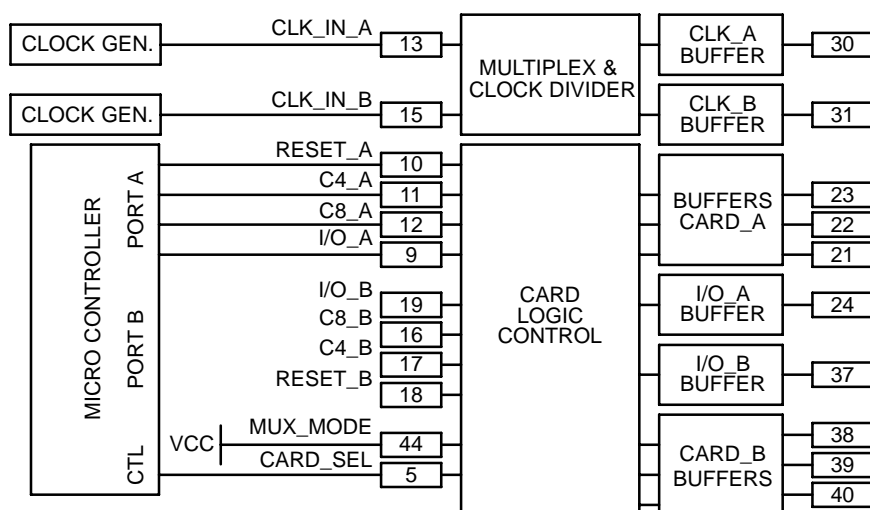 CLOCK GEN.
CLK_IN_A
13
MULTIPLEX &
CLOCK DIVIDER
CLK_A
BUFFER
30
CLOCK GEN.
CLK_IN_B
15
CLK_B
BUFFER
31
MICRO CONTROLLER
PORT A
RESET_A
10
C4_A
11
C8_A
12
I/O_A
9
PORT B
I/O_B
19
C8_B
16
C4_B
17
RESET_B
18
CTL
VCC
MUX_MODE
44
CARD_SEL
5
CARD
LOGIC
CONTROL
BUFFERS
CARD_A
23
22
21
I/O_A
BUFFER
24
I/O_B
BUFFER
37
CARD_B
BUFFERS
38
39
40